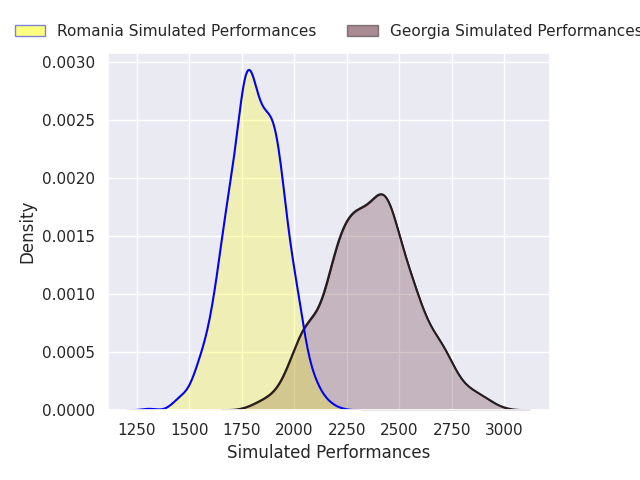 Romania Simulated Performances
Georgia Simulated Performances
0.0030
0.0025
0.0020
0.0015
0.0010
0.0005
0.0000
Density
1250 1500 1750 2000 2250 2500 2750 3000
Simulated Performances